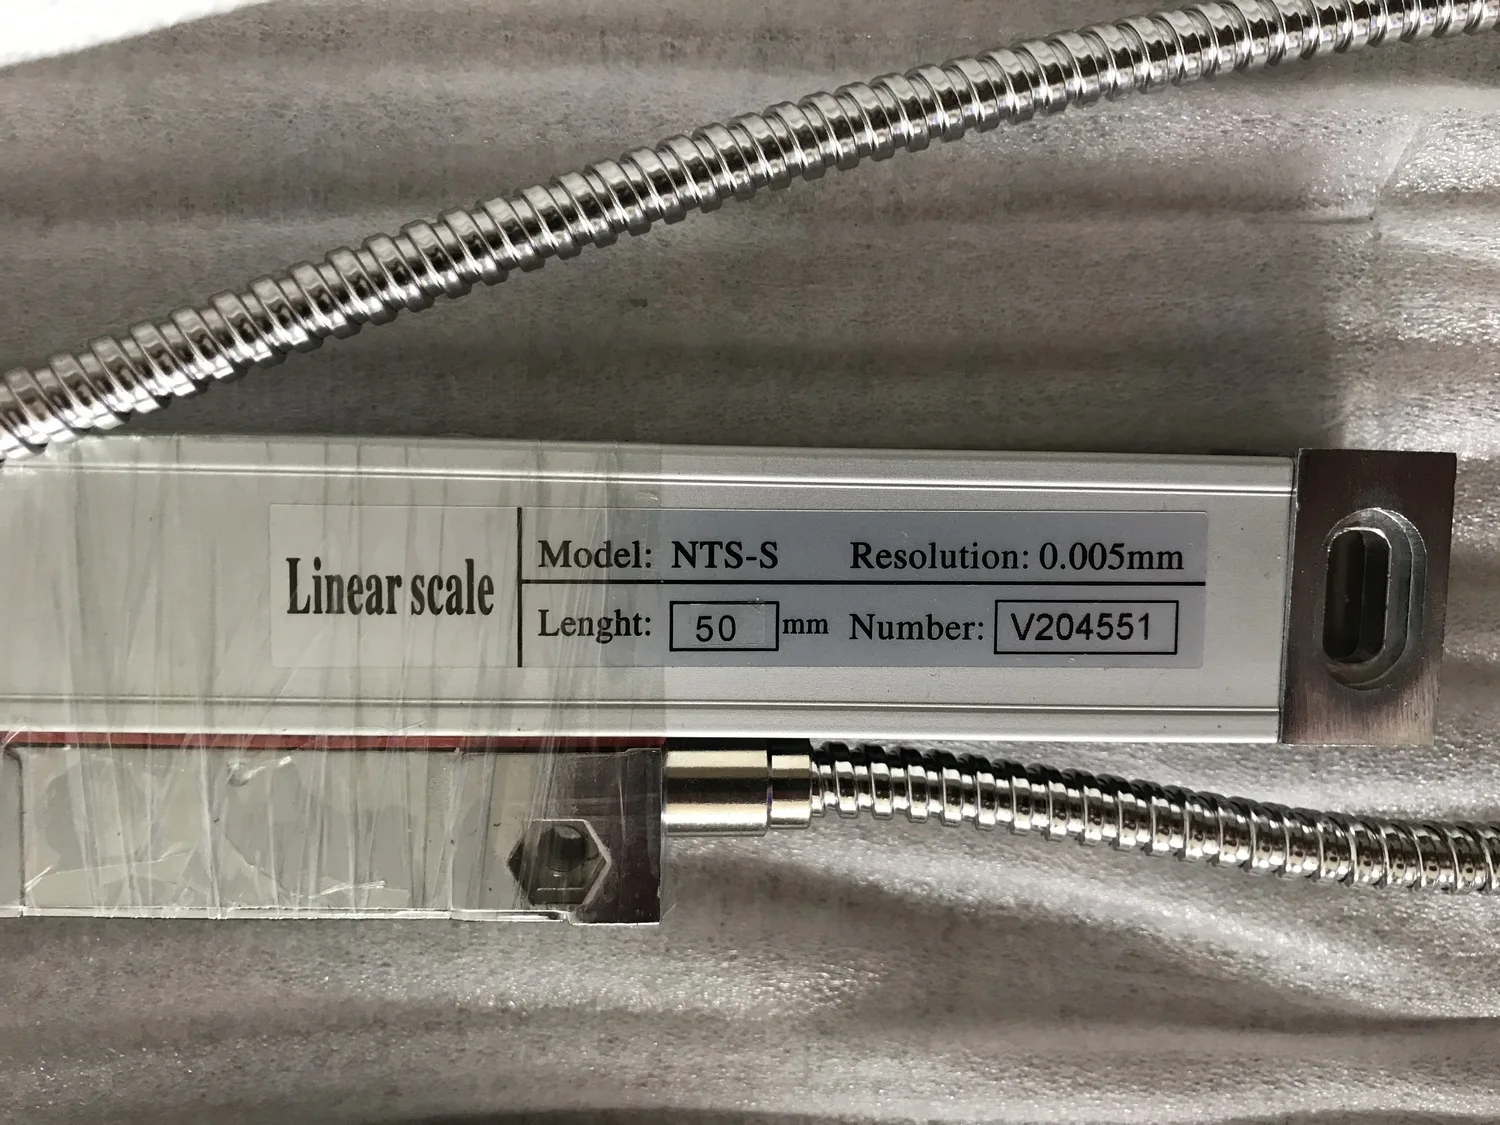 Linear scale
Model: NTS-S Resolution: 0.005mm
Lenght: 50 mm Number: V204551